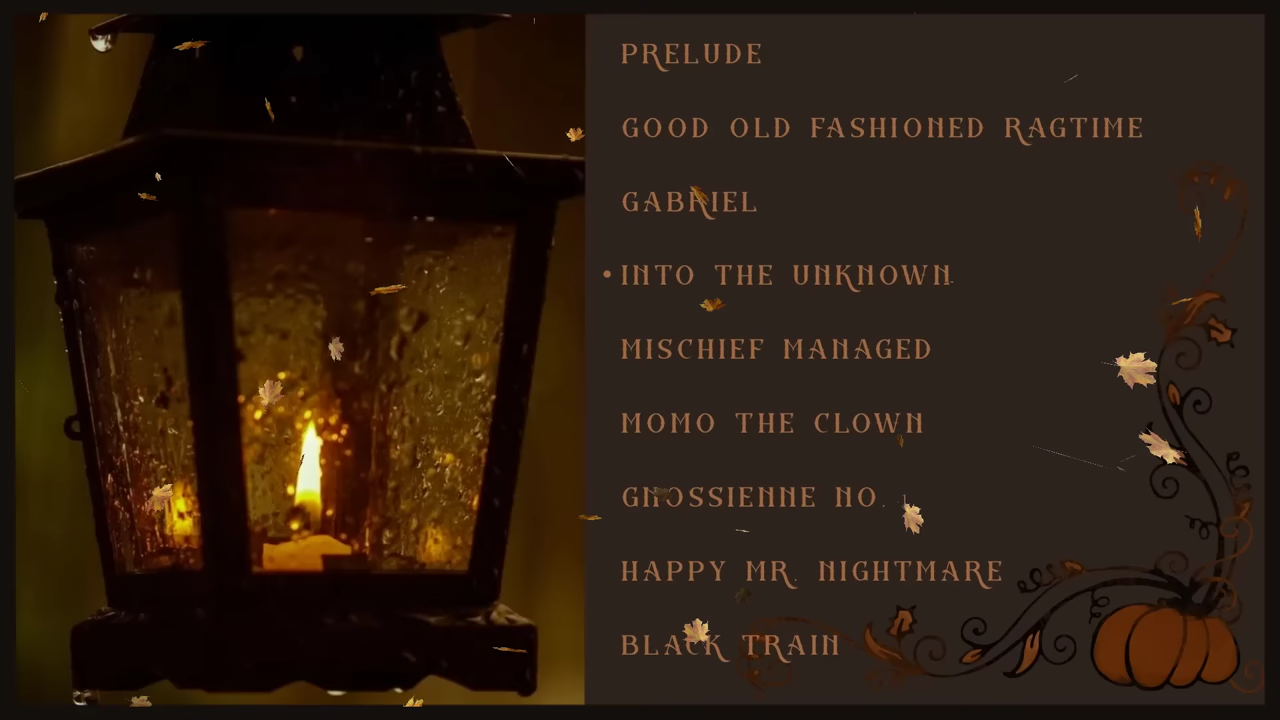 PRELUDE
GOOD OLD FASHIONED RAGTIME
GABRIEL
• INTO THE UNKNOWN
MISCHIEF MANAGED
MOMO THE CLOWN
GNOSSIENNE NO.
HAPPY MR. NIGHTMARE
BLACK TRAIN